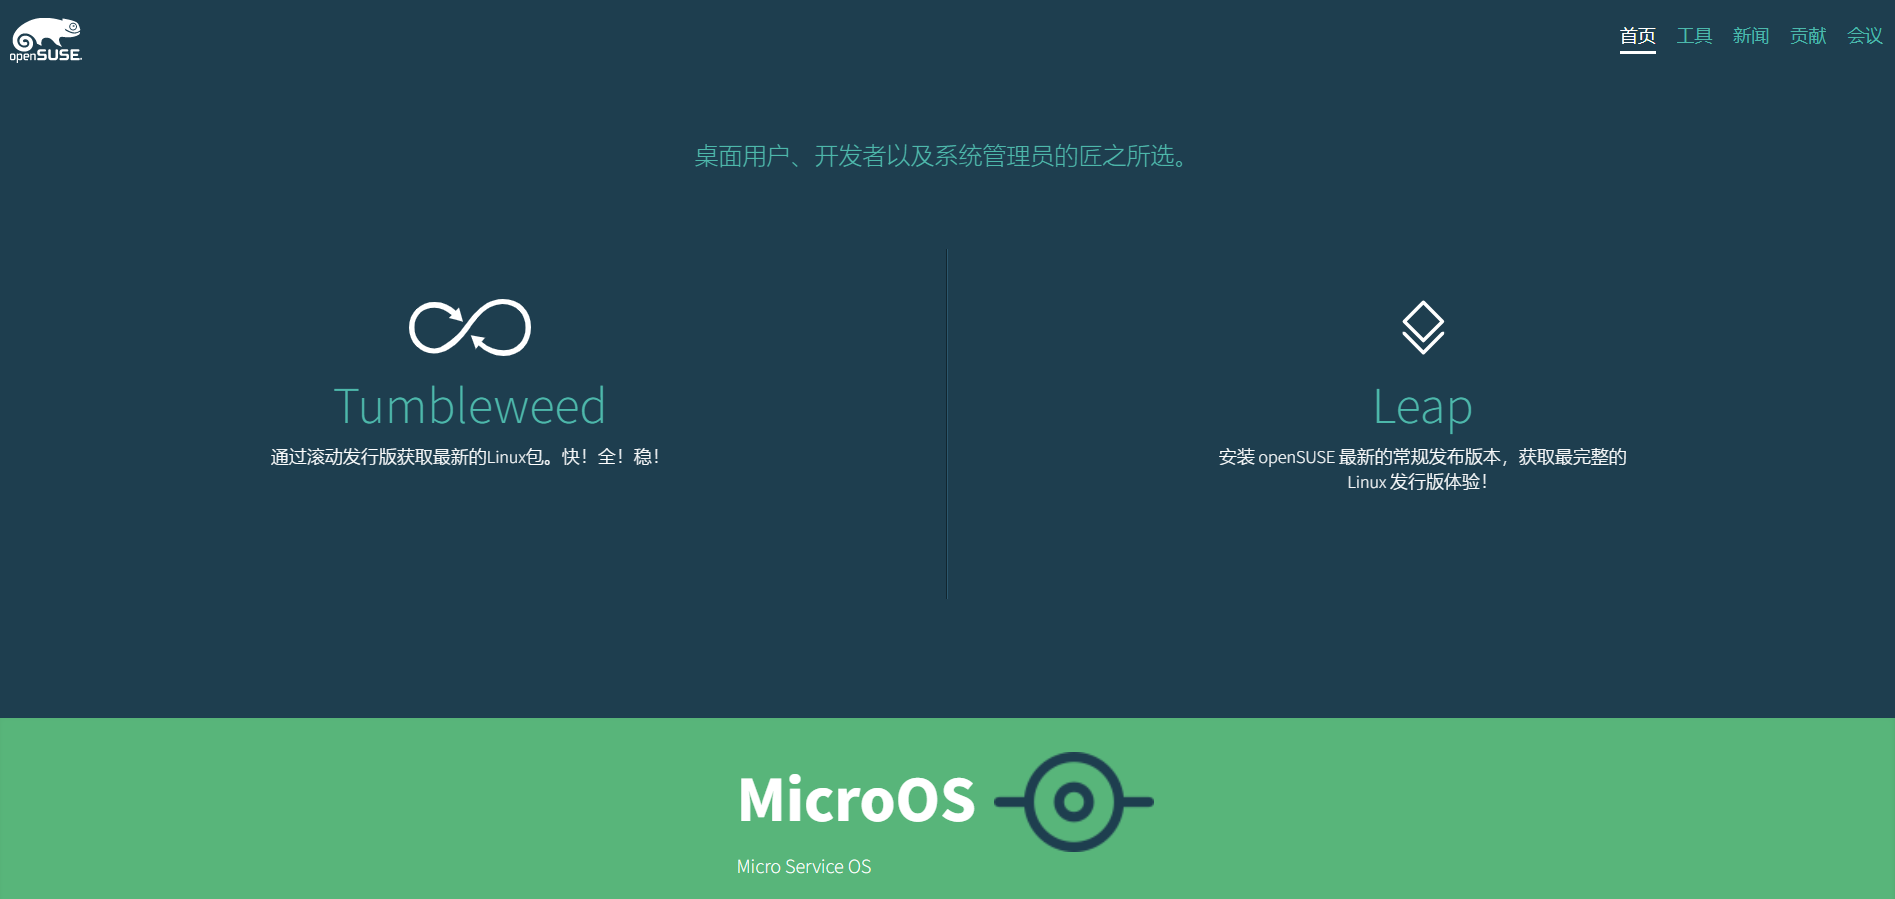 openSUSE
首页 工具 新闻 贡献 会议
桌面用户、开发者以及系统管理员的匠之所选。
Tumbleweed
通过滚动发行版获取最新的Linux包。快！全！稳！
Leap
安装 openSUSE 最新的常规发布版本，获取最完整的
Linux 发行版体验！
MicroOS
Micro Service OS